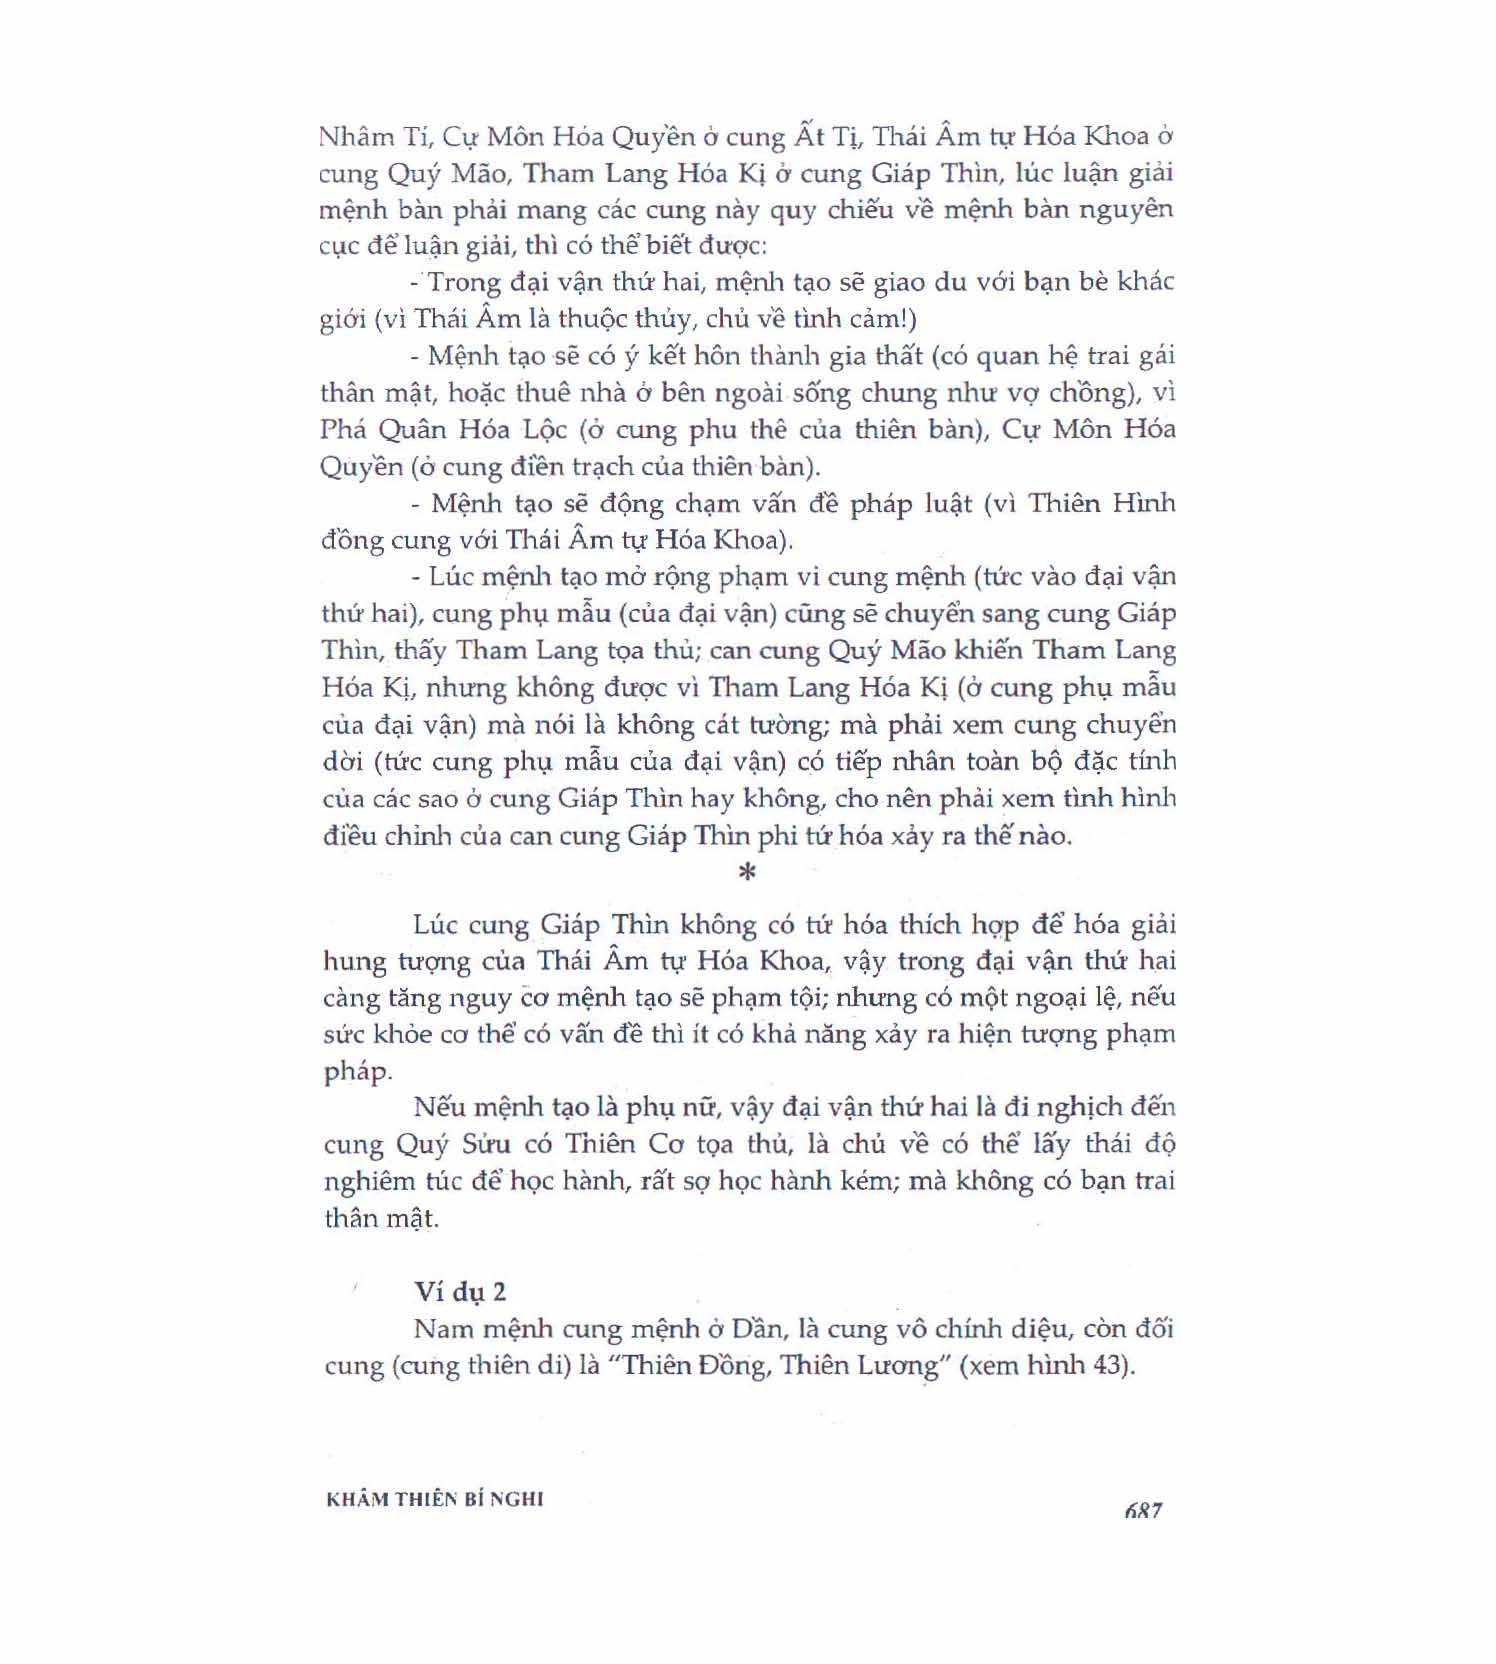 Nhâm Tí, Cự Môn Hóa Quyền ở cung Ất Tị, Thái Âm tự Hóa Khoa ở
cung Quý Mão, Tham Lang Hóa Kị ở cung Giáp Thìn, lúc luận giải
mệnh bàn phải mang các cung này quy chiếu về mệnh bàn nguyên
cục để luận giải, thì có thể biết được:
- Trong đại vận thứ hai, mệnh tạo sẽ giao du với bạn bè khác
giới (vì Thái Âm là thuộc thủy, chủ về tình cảm!)
- Mệnh tạo sẽ có ý kết hôn thành gia thất (có quan hệ trai gái
thân mật, hoặc thuê nhà ở bên ngoài sống chung như vợ chồng), vì
Phá Quân Hóa Lộc (ở cung phu thê của thiên bàn), Cự Môn Hóa
Quyền (ở cung điền trạch của thiên bàn).
- Mệnh tạo sẽ động chạm vấn đề pháp luật (vì Thiên Hình
đồng cung với Thái Âm tự Hóa Khoa).
- Lúc mệnh tạo mở rộng phạm vi cung mệnh (tức vào đại vận
thứ hai), cung phụ mẫu (của đại vận) cũng sẽ chuyển sang cung Giáp
Thìn, thấy Tham Lang tọa thủ; can cung Quý Mão khiến Tham Lang
Hóa Kị, nhưng không được vì Tham Lang Hóa Kị (ở cung phụ mẫu
của đại vận) mà nói là không cát tường; mà phải xem cung chuyển
dời (tức cung phụ mẫu của đại vận) có tiếp nhân toàn bộ đặc tính
của các sao ở cung Giáp Thìn hay không, cho nên phải xem tình hình
điều chỉnh của can cung Giáp Thìn phi tứ hóa xảy ra thế nào.
*
Lúc cung Giáp Thìn không có tứ hóa thích hợp để hóa giải
hung tượng của Thái Âm tự Hóa Khoa, vậy trong đại vận thứ hai
càng tăng nguy cơ mệnh tạo sẽ phạm tội; nhưng có một ngoại lệ, nếu
sức khỏe cơ thể có vấn đề thì ít có khả năng xảy ra hiện tượng phạm
pháp.
Nếu mệnh tạo là phụ nữ, vậy đại vận thứ hai là đi nghịch đến
cung Quý Sửu có Thiên Cơ tọa thủ, là chủ về có thể lấy thái độ
nghiêm túc để học hành, rất sợ học hành kém; mà không có bạn trai
thân mật.
Ví dụ 2
Nam mệnh cung mệnh ở Dần, là cung vô chính diệu, còn đối
cung (cung thiên di) là "Thiên Đồng, Thiên Lương" (xem hình 43).
KHÂM THIÊN BÍ NGHI
687